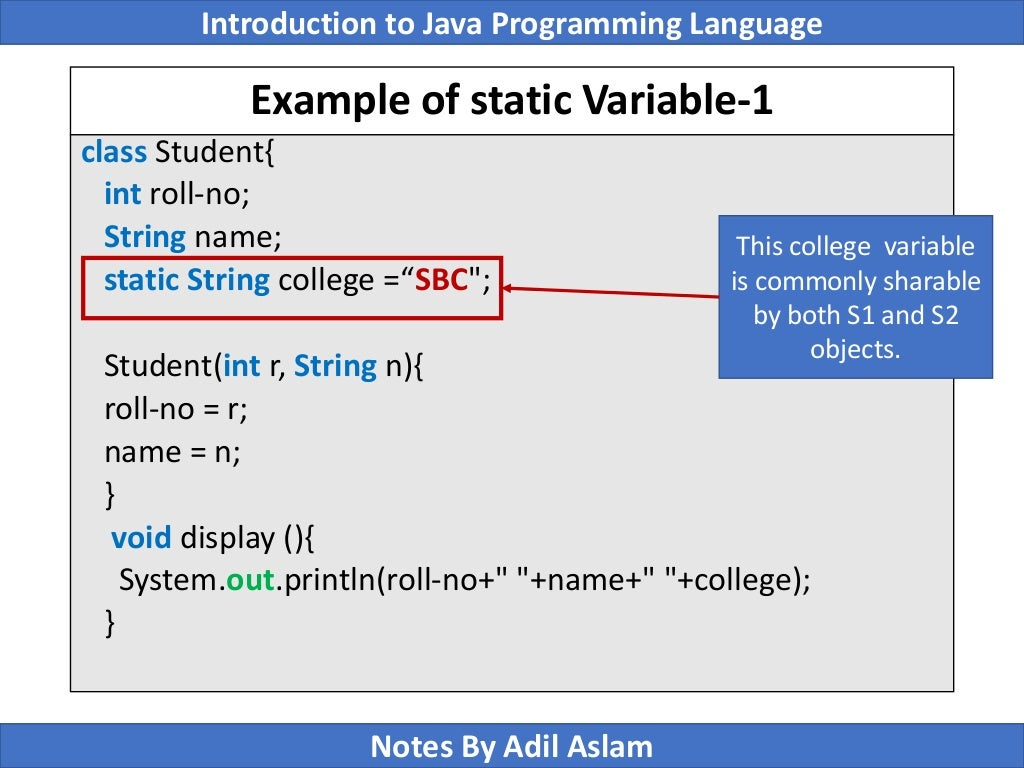 Introduction to Java Programming Language
Example of static Variable-1
class Student{
int roll-no;
String name;
static String college =“SBC";
This college  variable
is commonly sharable
by both S1 and S2
objects.
Student(int r, String n){
roll-no = r;
name = n;
}
void display (){
System.out.println(roll-no+" "+name+" "+college);
}
Notes By Adil Aslam